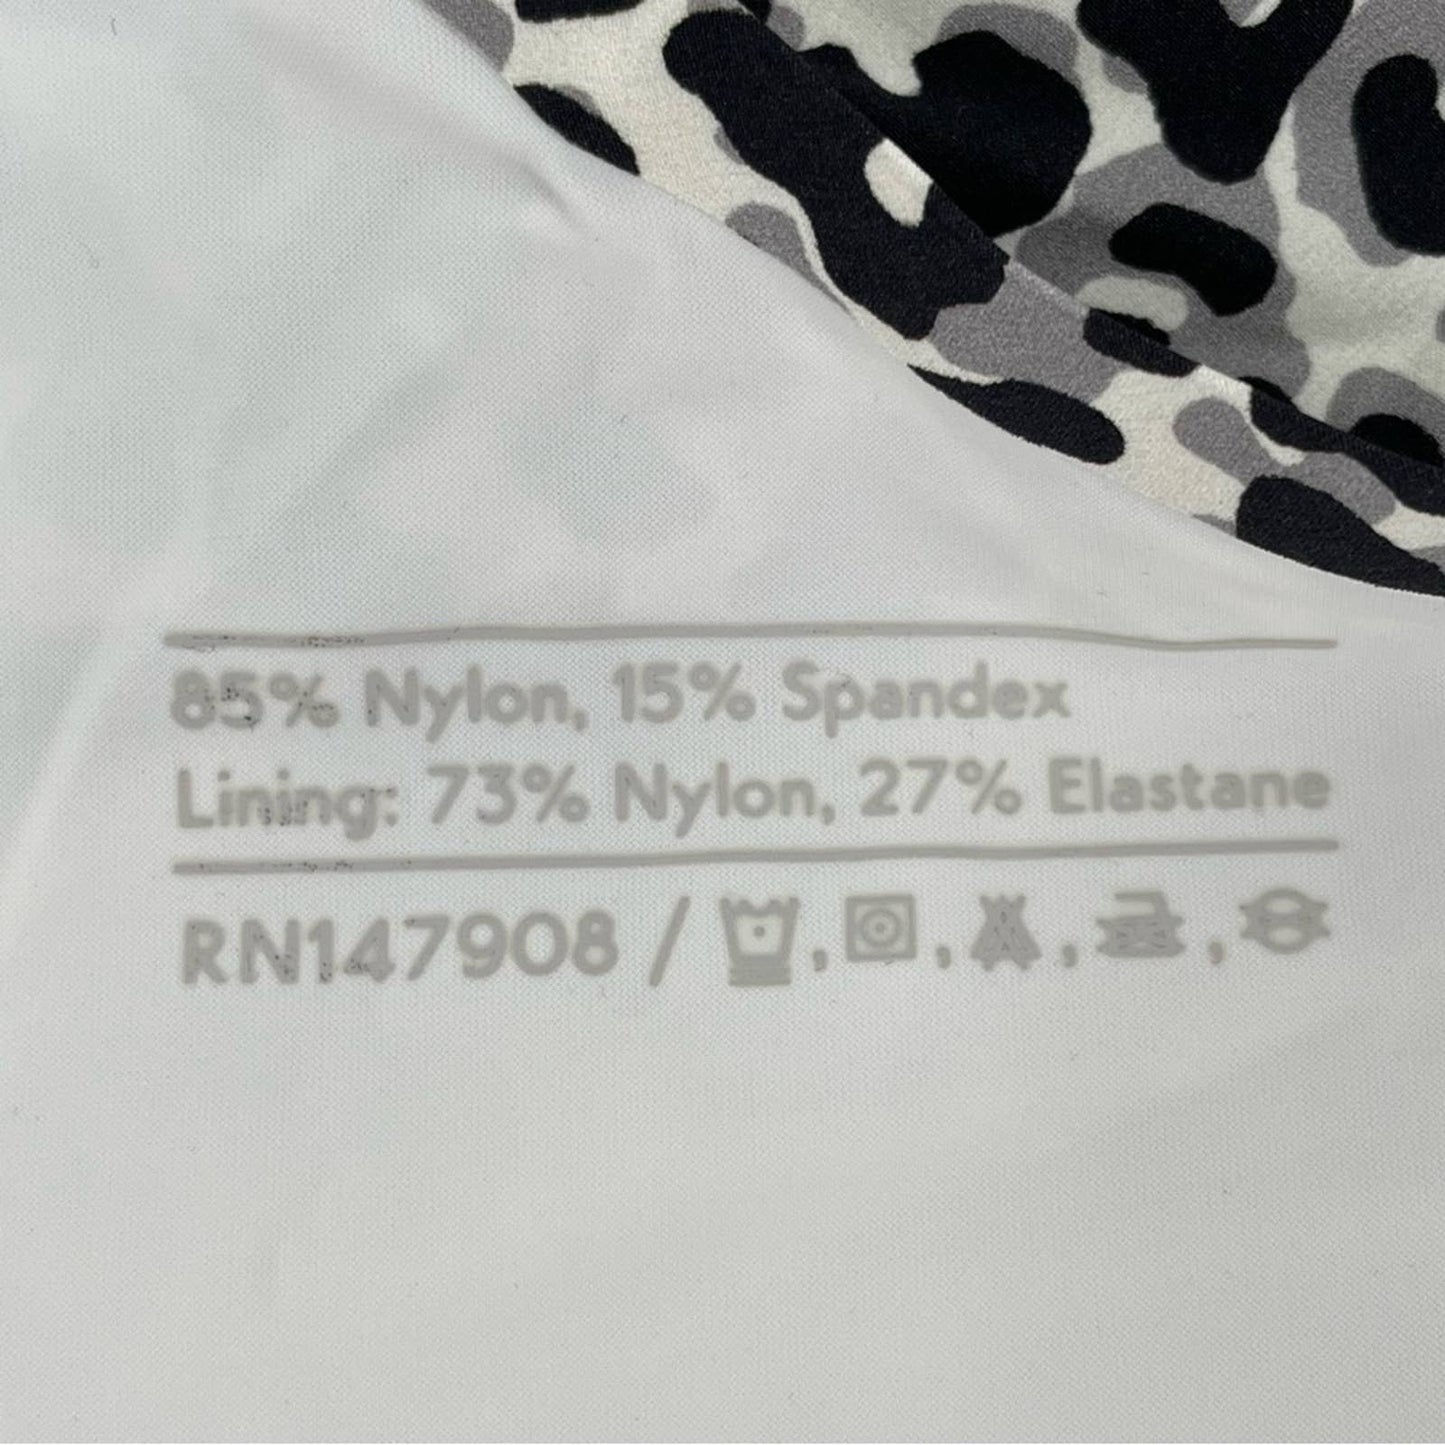 85% Nylon, 15% Spandex
Lining: 73% Nylon, 27% Elastane
RN147908 /